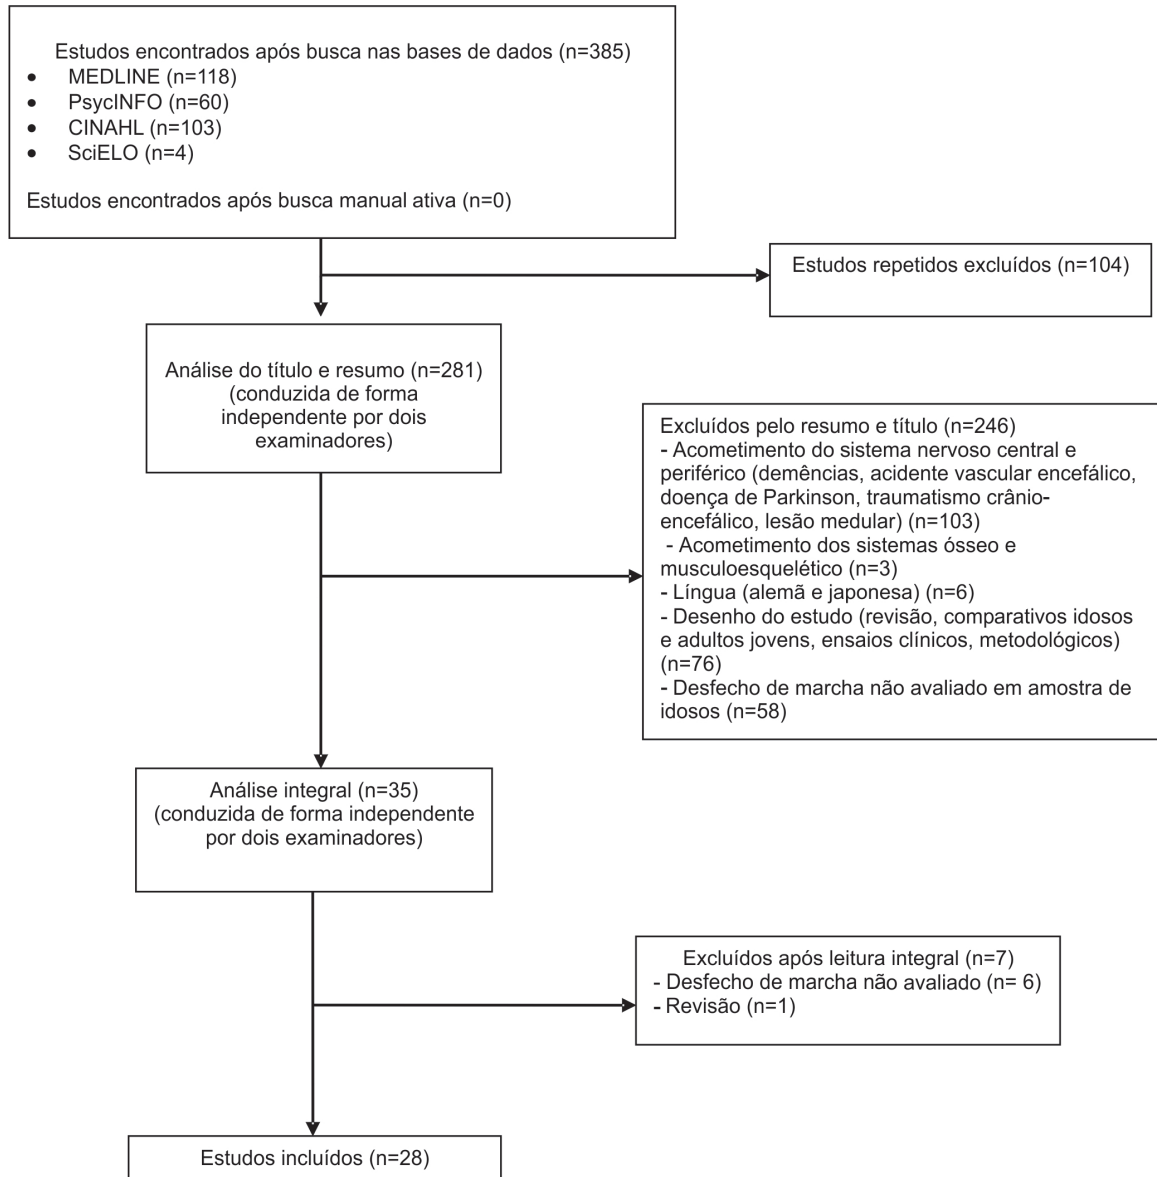 Estudos encontrados após busca nas bases de dados (n=385)
• MEDLINE (n=118)
• PsycINFO (n=60)
• CINAHL (n=103)
• SciELO (n=4)
Estudos encontrados após busca manual ativa (n=0)
Estudos repetidos excluídos (n=104)
Análise do título e resumo (n=281)
(conduzida de forma
independente por dois
examinadores)
Excluídos pelo resumo e título (n=246)
- Acometimento do sistema nervoso central e
periférico (demências, acidente vascular encefálico,
doença de Parkinson, traumatismo crânio-
encefálico, lesão medular) (n=103)
- Acometimento dos sistemas ósseo e
musculoesquelético (n=3)
- Língua (alemã e japonesa) (n=6)
- Desenho do estudo (revisão, comparativos idosos
e adultos jovens, ensaios clínicos, metodológicos)
(n=76)
- Desfecho de marcha não avaliado em amostra de
idosos (n=58)
Análise integral (n=35)
(conduzida de forma independente
por dois examinadores)
Excluídos após leitura integral (n=7)
- Desfecho de marcha não avaliado (n= 6)
- Revisão (n=1)
Estudos incluídos (n=28)